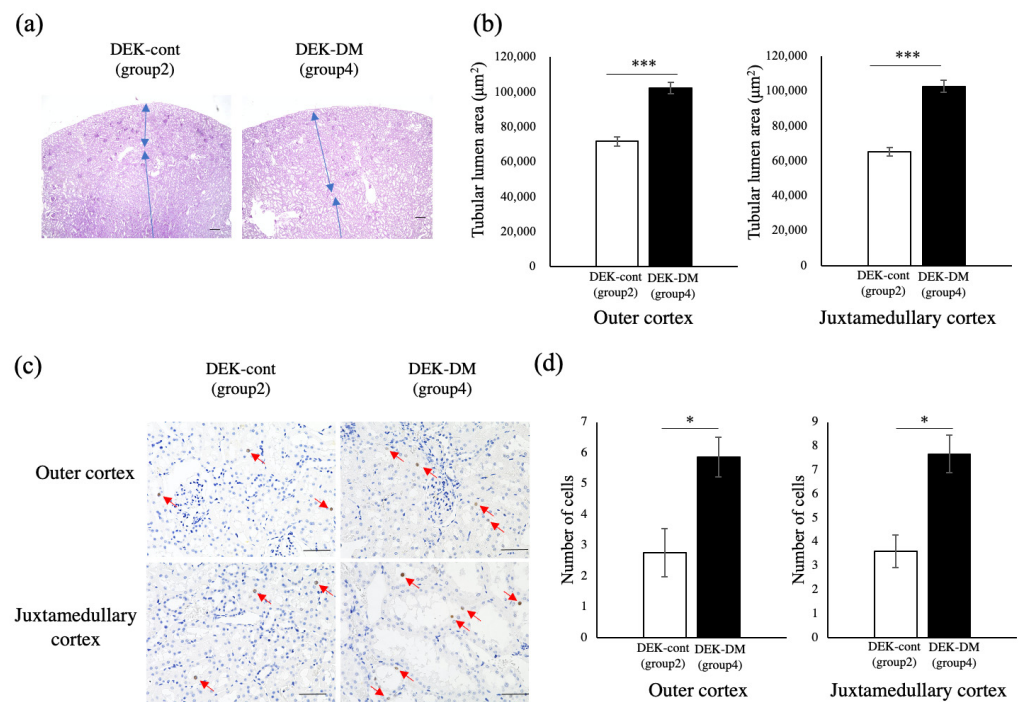 (a)
DEK-cont
(group2)
DEK-DM
(group4)
(b)
Tubular lumen area (μm²)
120,000
100,000
80,000
60,000
40,000
20,000
0
***
DEK-cont
(group2)
DEK-DM
(group4)
Outer cortex
Tubular lumen area (μm²)
120,000
100,000
80,000
60,000
40,000
20,000
0
***
DEK-cont
(group2)
DEK-DM
(group4)
Juxtamedullary cortex
(c)
DEK-cont
(group2)
DEK-DM
(group4)
Outer cortex
Juxtamedullary
cortex
(d)
Number of cells
7
6
5
4
3
2
1
0
*
DEK-cont
(group2)
DEK-DM
(group4)
Outer cortex
Number of cells
9
8
7
6
5
4
3
2
1
0
*
DEK-cont
(group2)
DEK-DM
(group4)
Juxtamedullary cortex